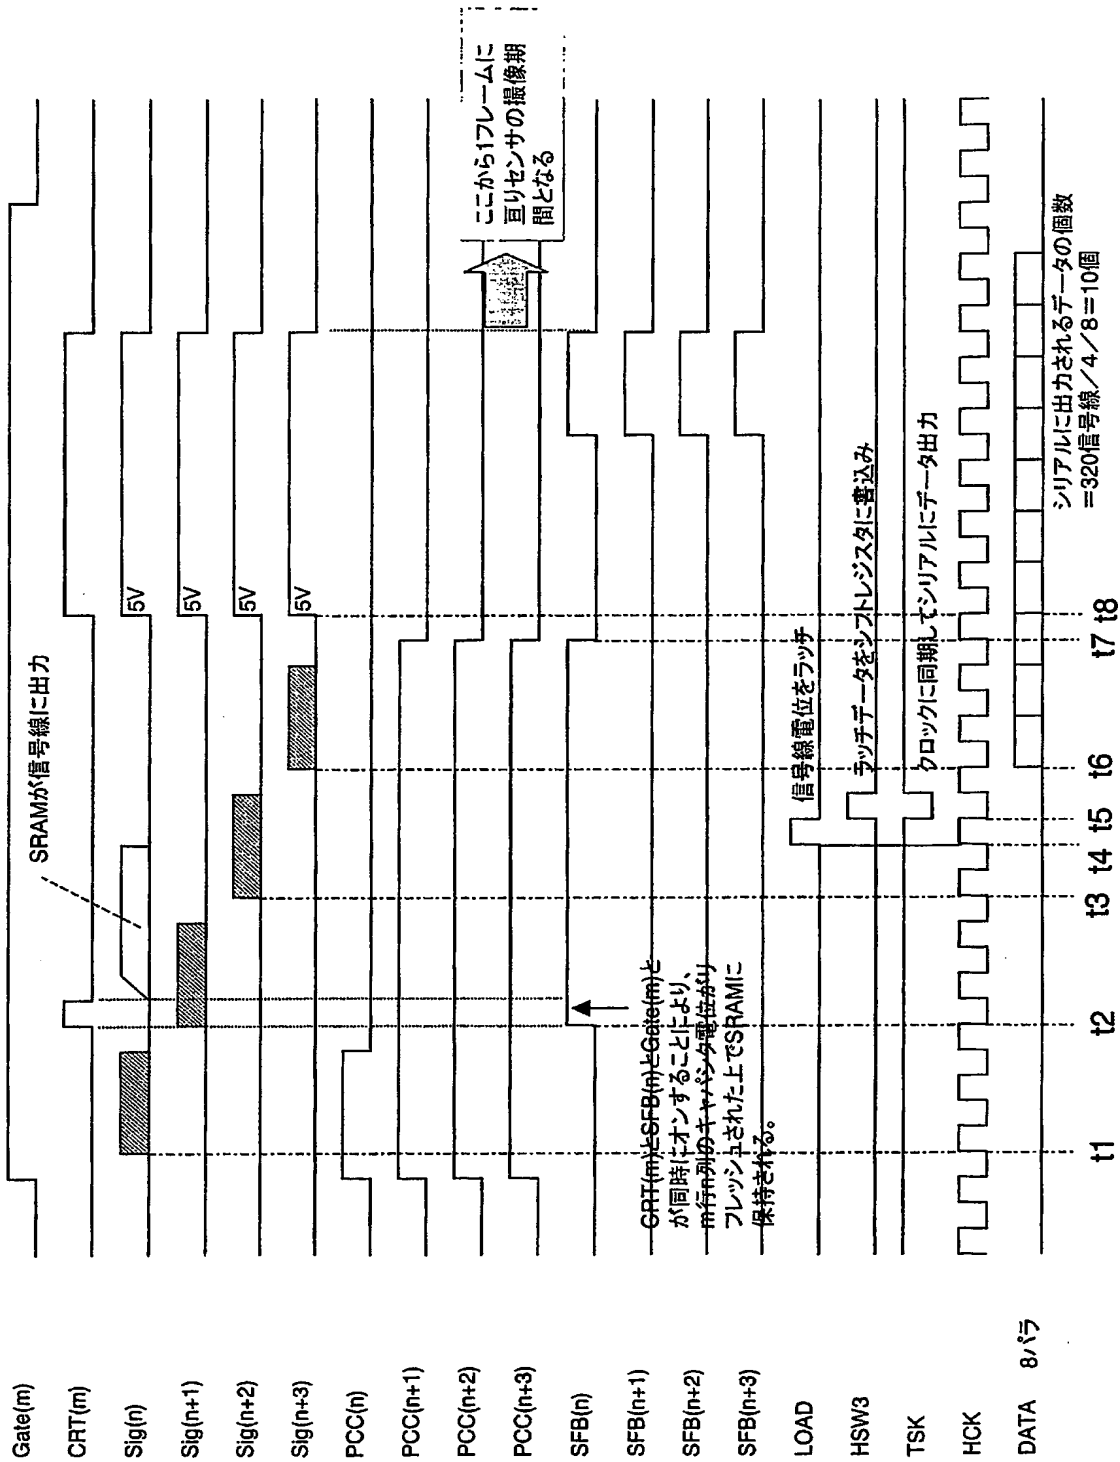 Gate(m)
CRT(m)
Sig(n)
Sig(n+1)
Sig(n+2)
Sig(n+3)
PCC(n)
PCC(n+1)
PCC(n+2)
PCC(n+3)
SFB(n)
SFB(n+1)
SFB(n+2)
SFB(n+3)
LOAD
HSW3
TSK
HCK
DATA 8パラ
SRAMが信号線に出力
5V
5V
5V
5V
ここから1フレームに
亘りセンサの撮像期
間となる
CRT(m)とSFB(n)とGate(m)と
が同時にオンすることにより、
m行n列のキャパシタ電位がリ
フレッシュされた上でSRAMに
保持される。
信号線電位をラッチ
ラッチデータをシフトレジスタに書込み
クロックに同期してシリアルにデータ出力
シリアルに出力されるデータの個数
=320信号線/4/8=10個
t1
t2
t3
t4
t5
t6
t7
t8